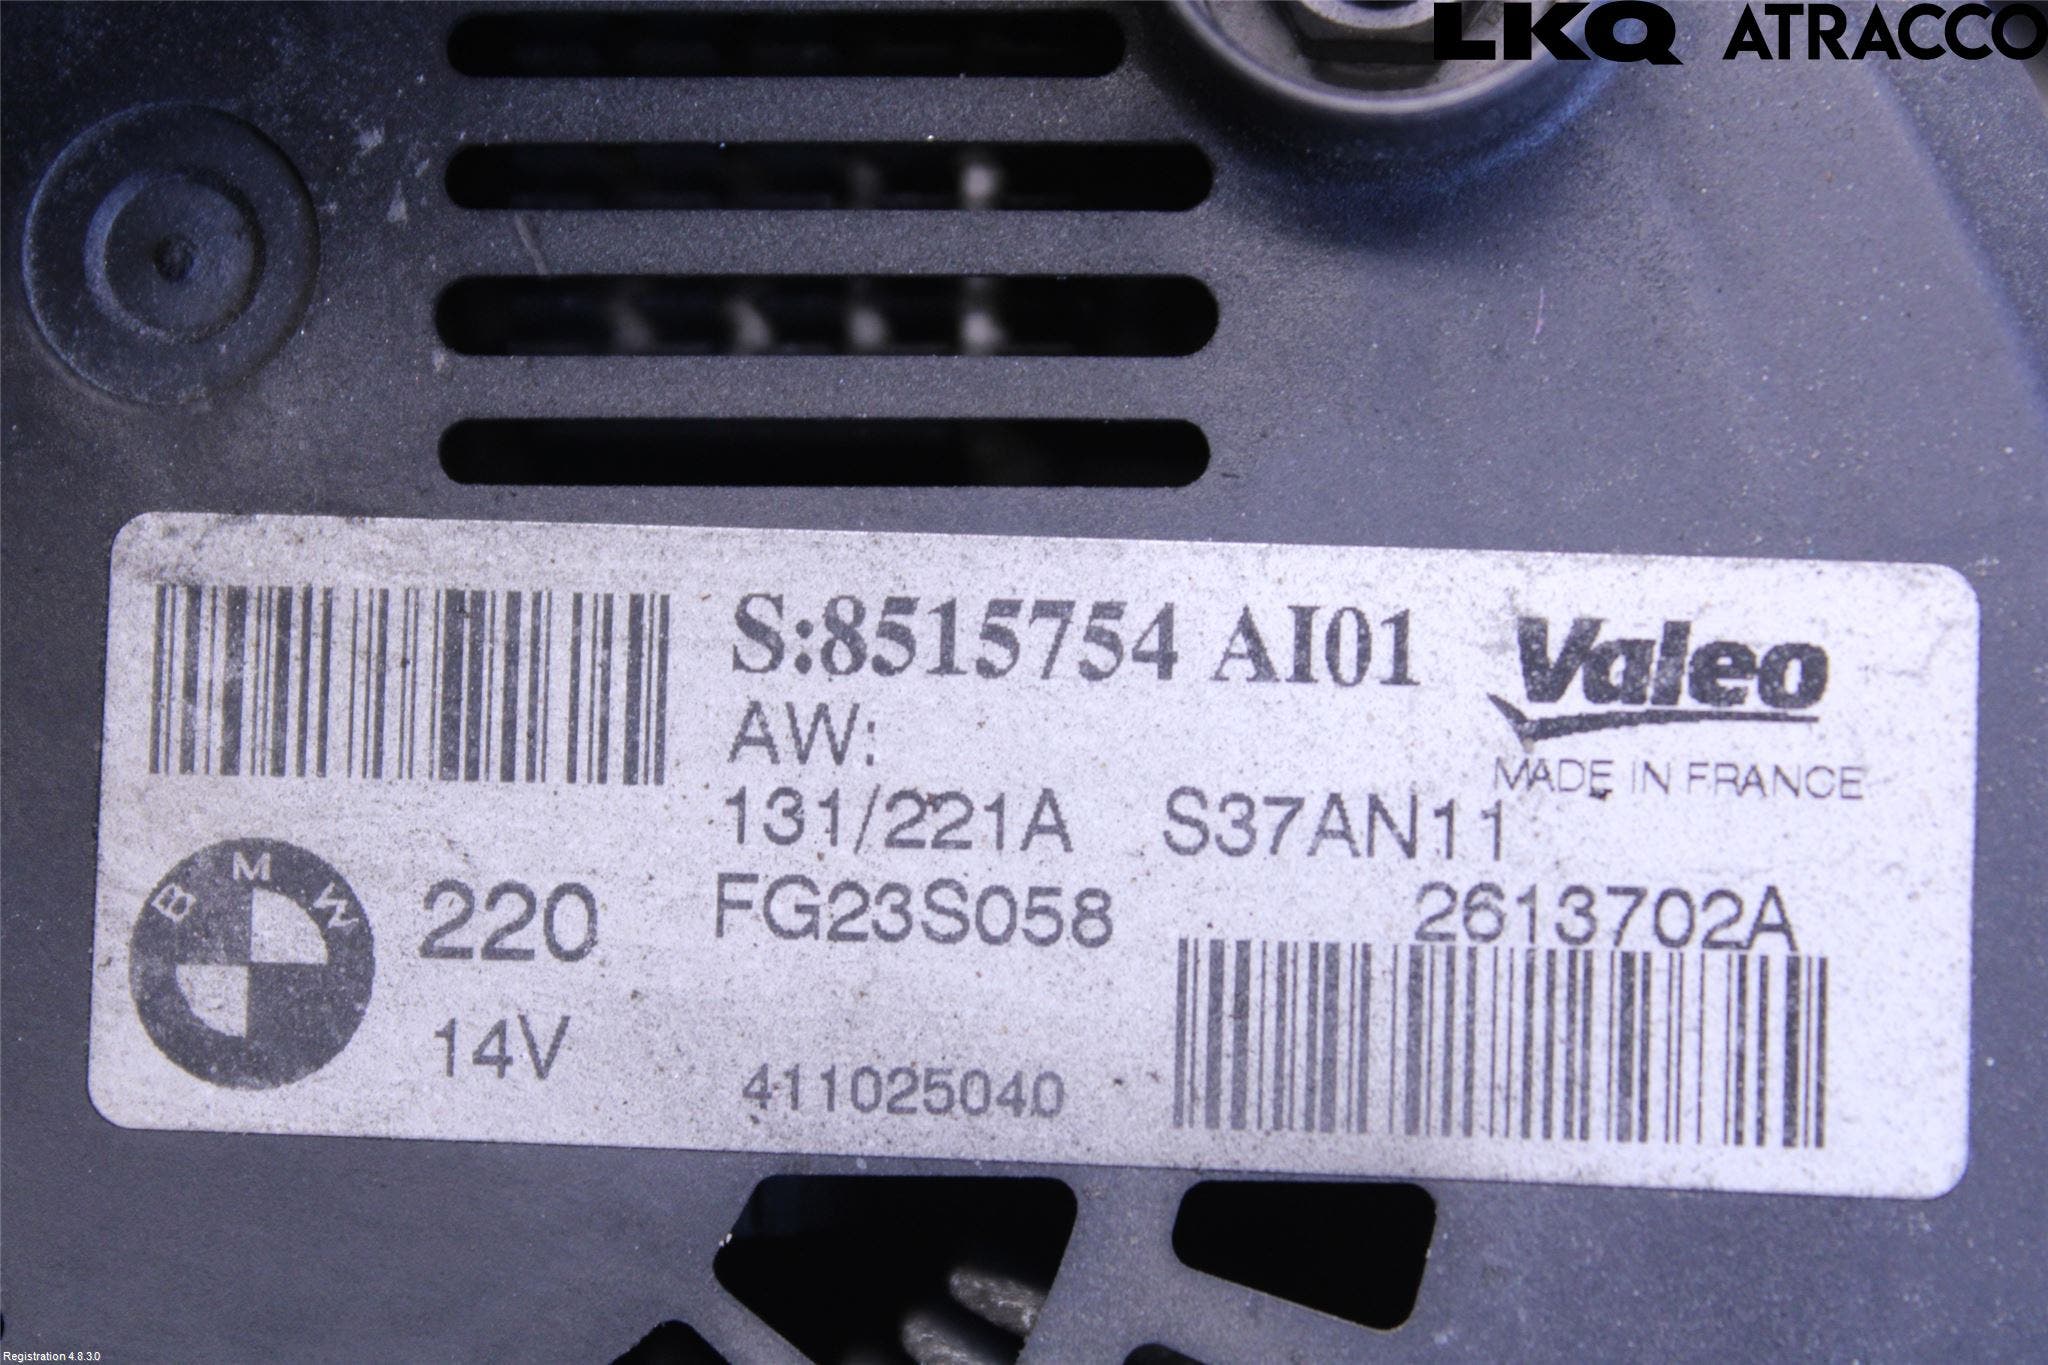 LKQ ATRACCO
S:8515754 AI01
Valeo
AW:
MADE IN FRANCE
131/221A S37AN11
BMW
220 FG23S058 2613702A
14V
411025040
Registration 4.8.3.0